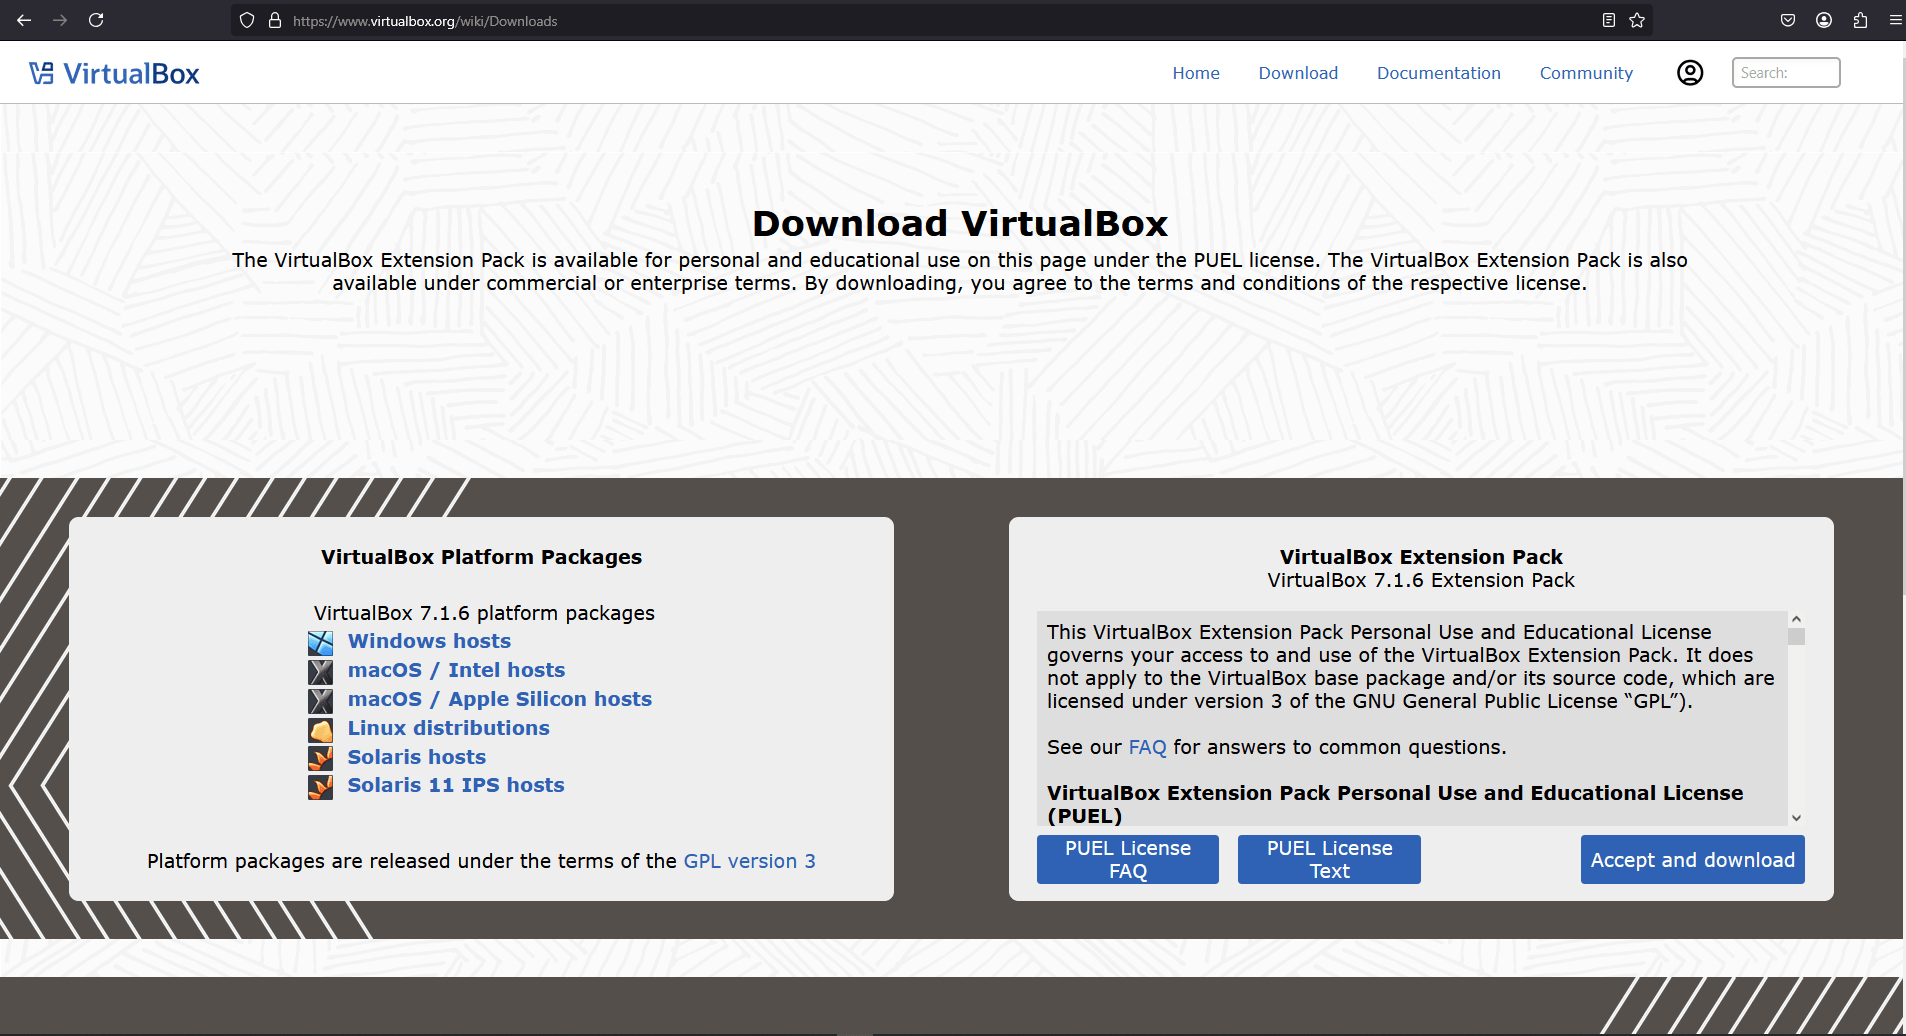 https://www.virtualbox.org/wiki/Downloads
VirtualBox
Home
Download
Documentation
Community
Search:
Download VirtualBox
The VirtualBox Extension Pack is available for personal and educational use on this page under the PUEL license. The VirtualBox Extension Pack is also
available under commercial or enterprise terms. By downloading, you agree to the terms and conditions of the respective license.
VirtualBox Platform Packages
VirtualBox 7.1.6 platform packages
Windows hosts
macOS / Intel hosts
macOS / Apple Silicon hosts
Linux distributions
Solaris hosts
Solaris 11 IPS hosts
Platform packages are released under the terms of the GPL version 3
VirtualBox Extension Pack
VirtualBox 7.1.6 Extension Pack
This VirtualBox Extension Pack Personal Use and Educational License
governs your access to and use of the VirtualBox Extension Pack. It does
not apply to the VirtualBox base package and/or its source code, which are
licensed under version 3 of the GNU General Public License “GPL”).
See our FAQ for answers to common questions.
VirtualBox Extension Pack Personal Use and Educational License
(PUEL)
PUEL License
FAQ
PUEL License
Text
Accept and download